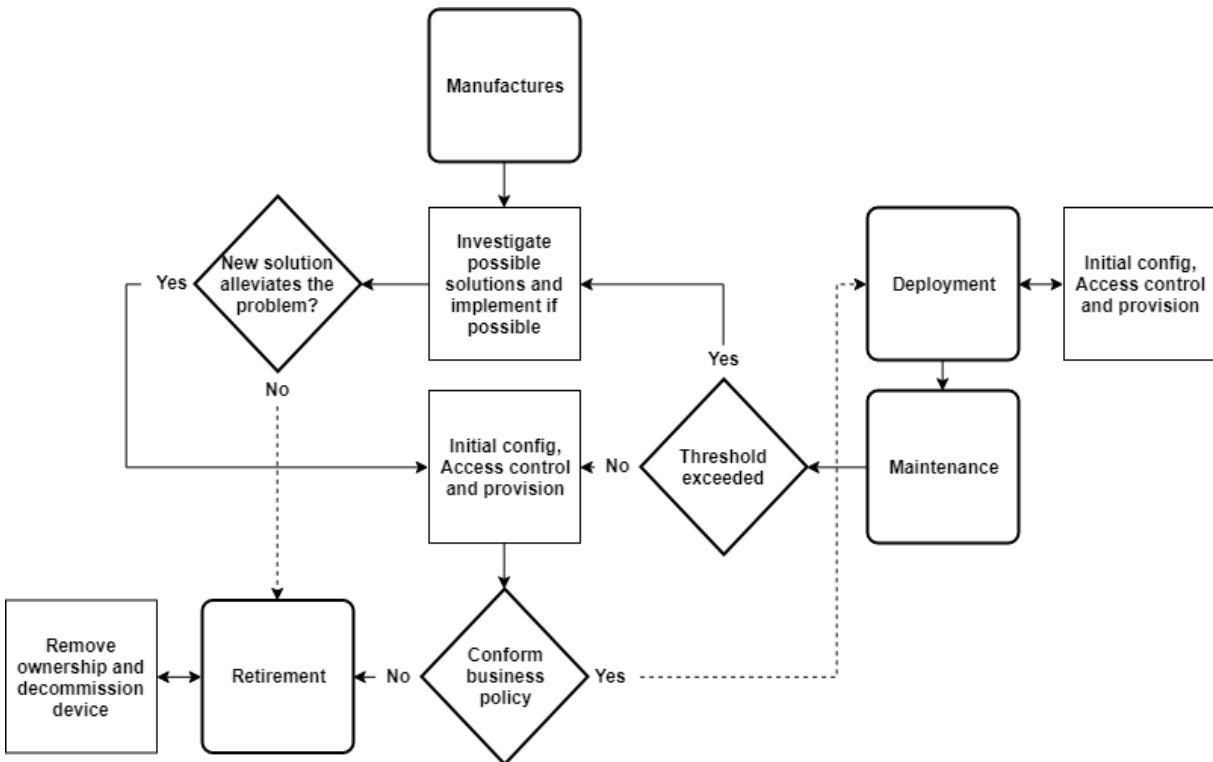 Manufactures
New solution
alleviates the
problem?
Yes
No
Investigate
possible
solutions and
implement if
possible
Yes
Deployment
Initial config,
Access control
and provision
Initial config,
Access control
and provision
No
Threshold
exceeded
Maintenance
Remove
ownership and
decommission
device
Retirement
No
Conform
business
policy
Yes